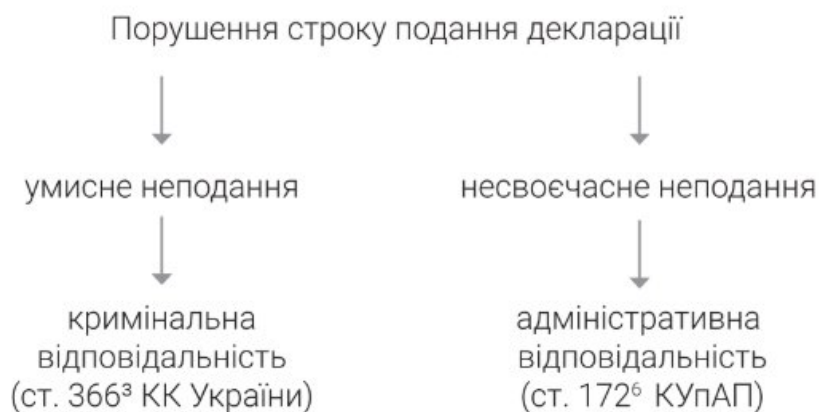 Порушення строку подання декларації
умисне неподання
несвоєчасне неподання
кримінальна
відповідальність
(ст. 366³ КК України)
адміністративна
відповідальність
(ст. 172⁶ КУпАП)